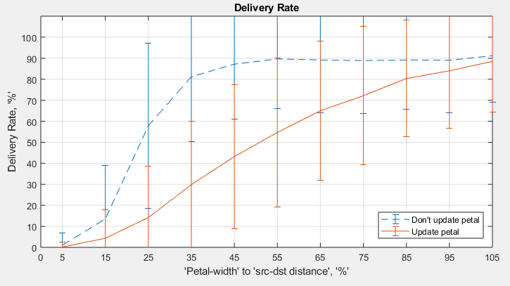 Delivery Rate
Delivery Rate, '%'
100
90
80
70
60
50
40
30
20
10
0
0 5 15 25 35 45 55 65 75 85 95 105
'Petal-width' to 'src-dst distance', '%'
Don't update petal
Update petal